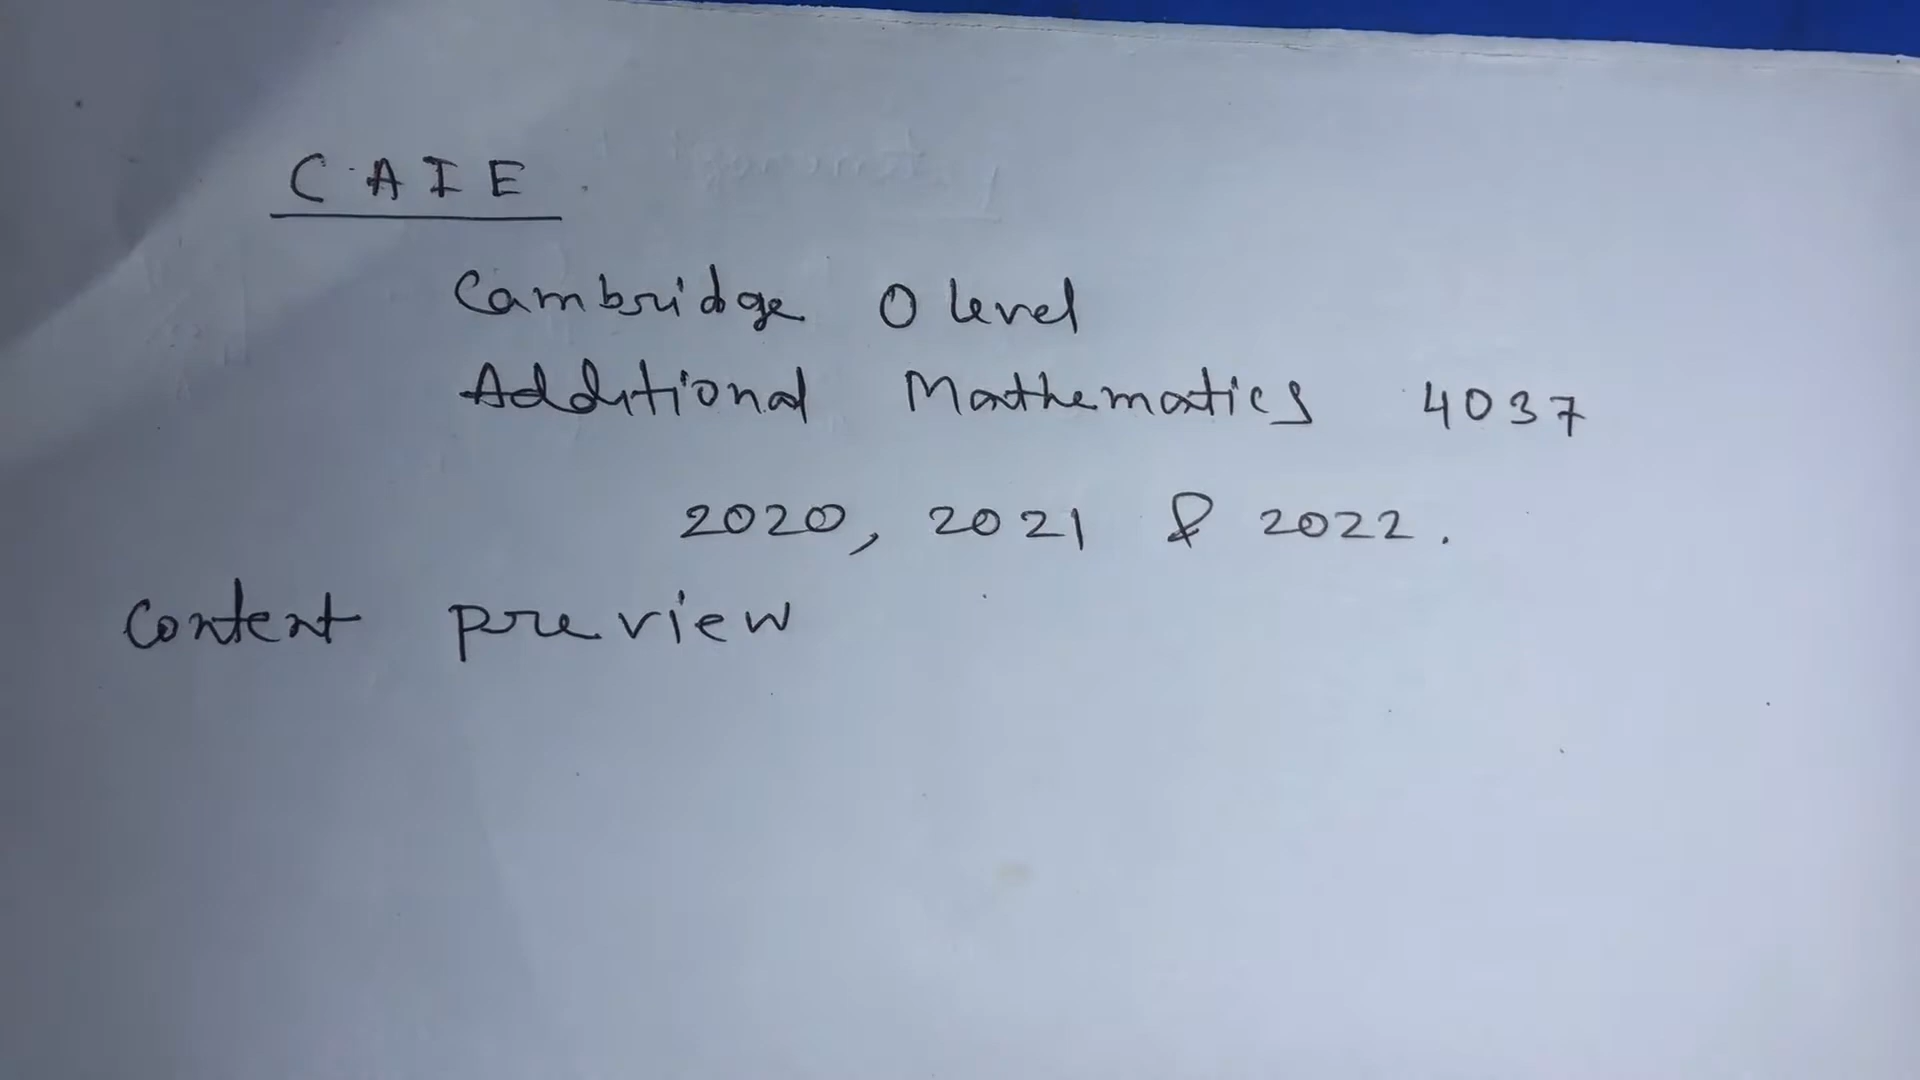 CAIE
Cambridge O level
Additional Mathematics 4037
2020, 2021 & 2022.
Content preview